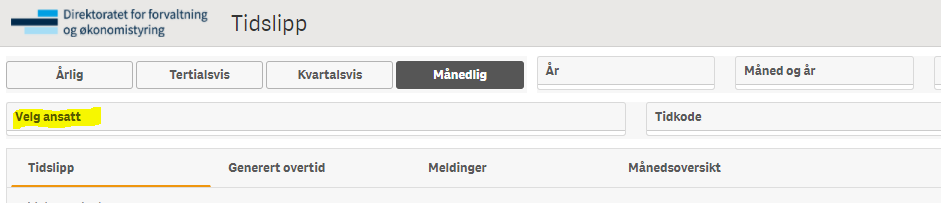 Direktoratet for forvaltning
og økonomistyring
Tidslipp
Årlig
Tertialsvis
Kvartalsvis
Månedlig
År
Måned og år
Velg ansatt
Tidkode
Tidslipp
Generert overtid
Meldinger
Månedsoversikt